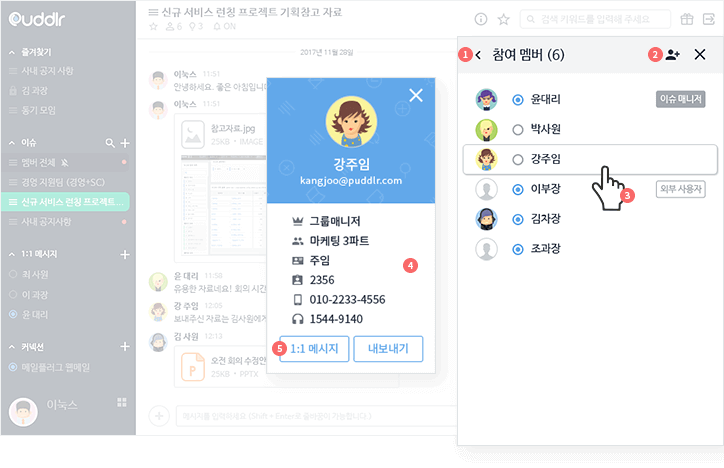 Puddlr
즐겨찾기
사내 공지 사항
김 과장
동기 모임
이슈
멤버 전체
경영 지원팀 (경영+SC)
신규 서비스 런칭 프로젝트...
사내 공지사항
1:1 메시지
최 사원
이 과장
윤 대리
커넥션
메일플러그 웹메일
이눅스
신규 서비스 런칭 프로젝트 기획참고 자료
6
3
ON
검색 키워드를 입력해 주세요
2017년 11월 28일
이눅스 11:51
안녕하세요. 좋은 아침입니다
이눅스 11:51
참고자료.jpg
25KB • IMAGE
윤 대리 11:58
유용한 자료네요! 회의 시간
강 주임 12:05
보내주신 자료는 김사원에게
김 사원 12:13
오전 회의 수정안
25KB • PPTX
메시지를 입력하세요 (Shift + Enter로 줄바꿈이 가능합니다.)
강주임
kangjoo@puddlr.com
그룹매니저
마케팅 3파트
주임
2356
010-2233-4556
1544-9140
4
5
1:1 메시지
내보내기
1
참여 멤버 (6)
2
윤대리
이슈 매니저
박사원
강주임
이부장
3
외부 사용자
김차장
조과장